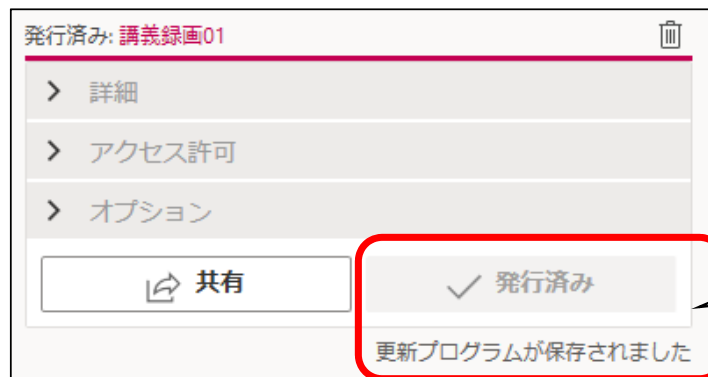 発行済み: 講義録画01
詳細
アクセス許可
オプション
共有
発行済み
更新プログラムが保存されました